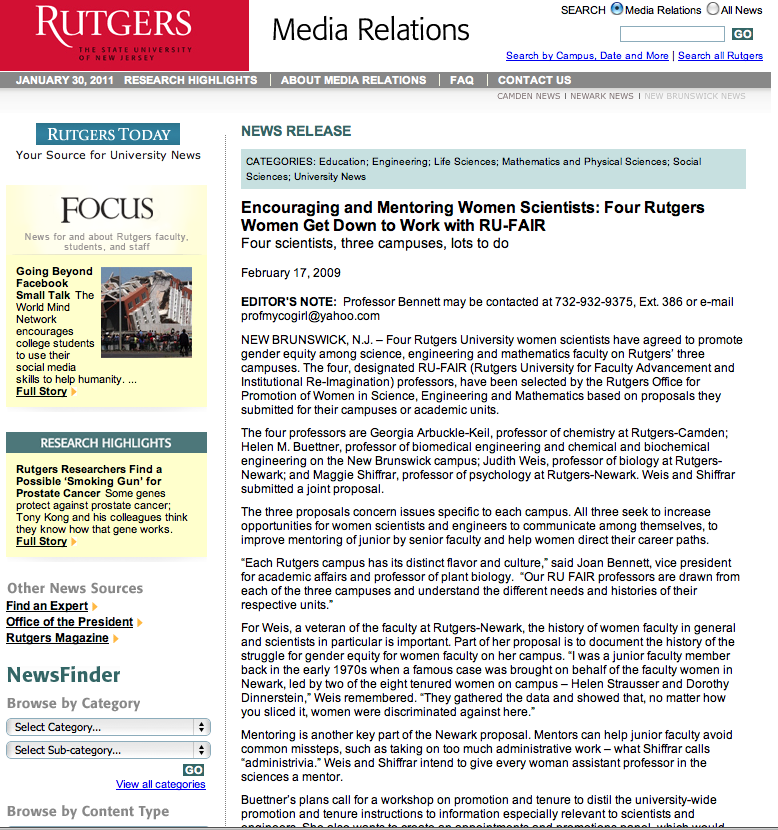 RUTGERS
THE STATE UNIVERSITY
OF NEW JERSEY
Media Relations
SEARCH Media Relations All News
GO
Search by Campus, Date and More | Search all Rutgers
JANUARY 30, 2011 RESEARCH HIGHLIGHTS | ABOUT MEDIA RELATIONS | FAQ | CONTACT US
CAMDEN NEWS | NEWARK NEWS | NEW BRUNSWICK NEWS
RUTGERS TODAY
Your Source for University News
FOCUS
News for and about Rutgers faculty,
students, and staff
Going Beyond
Facebook
Small Talk The
World Mind
Network
encourages
college students
to use their
social media
skills to help humanity. ...
Full Story
RESEARCH HIGHLIGHTS
Rutgers Researchers Find a
Possible ‘Smoking Gun’ for
Prostate Cancer Some genes
protect against prostate cancer;
Tony Kong and his colleagues think
they know how that gene works.
Full Story
Other News Sources
Find an Expert
Office of the President
Rutgers Magazine
NewsFinder
Browse by Category
Select Category...
Select Sub-category...
GO
View all categories
Browse by Content Type
NEWS RELEASE
CATEGORIES: Education; Engineering; Life Sciences; Mathematics and Physical Sciences; Social
Sciences; University News
Encouraging and Mentoring Women Scientists: Four Rutgers
Women Get Down to Work with RU-FAIR
Four scientists, three campuses, lots to do
February 17, 2009
EDITOR'S NOTE: Professor Bennett may be contacted at 732-932-9375, Ext. 386 or e-mail
profmycogirl@yahoo.com
NEW BRUNSWICK, N.J. – Four Rutgers University women scientists have agreed to promote
gender equity among science, engineering and mathematics faculty on Rutgers’ three
campuses. The four, designated RU-FAIR (Rutgers University for Faculty Advancement and
Institutional Re-Imagination) professors, have been selected by the Rutgers Office for
Promotion of Women in Science, Engineering and Mathematics based on proposals they
submitted for their campuses or academic units.
The four professors are Georgia Arbuckle-Keil, professor of chemistry at Rutgers-Camden;
Helen M. Buettner, professor of biomedical engineering and chemical and biochemical
engineering on the New Brunswick campus; Judith Weis, professor of biology at Rutgers-
Newark; and Maggie Shiffrar, professor of psychology at Rutgers-Newark. Weis and Shiffrar
submitted a joint proposal.
The three proposals concern issues specific to each campus. All three seek to increase
opportunities for women scientists and engineers to communicate among themselves, to
improve mentoring of junior by senior faculty and help women direct their career paths.
“Each Rutgers campus has its distinct flavor and culture,” said Joan Bennett, vice president
for academic affairs and professor of plant biology. “Our RU FAIR professors are drawn from
each of the three campuses and understand the different needs and histories of their
respective units.”
For Weis, a veteran of the faculty at Rutgers-Newark, the history of women faculty in general
and scientists in particular is important. Part of her proposal is to document the history of the
struggle for gender equity for women faculty on her campus. “I was a junior faculty member
back in the early 1970s when a famous case was brought on behalf of the faculty women in
Newark, led by two of the eight tenured women on campus – Helen Strausser and Dorothy
Dinnerstein,” Weis remembered. “They gathered the data and showed that, no matter how
you sliced it, women were discriminated against here.”
Mentoring is another key part of the Newark proposal. Mentors can help junior faculty avoid
common missteps, such as taking on too much administrative work – what Shiffrar calls
“administrivia.” Weis and Shiffrar intend to give every woman assistant professor in the
sciences a mentor.
Buettner’s plans call for a workshop on promotion and tenure to distil the university-wide
promotion and tenure instructions to information especially relevant to scientists and
engineers. She also wants to create an appointments and promotions panel, which would